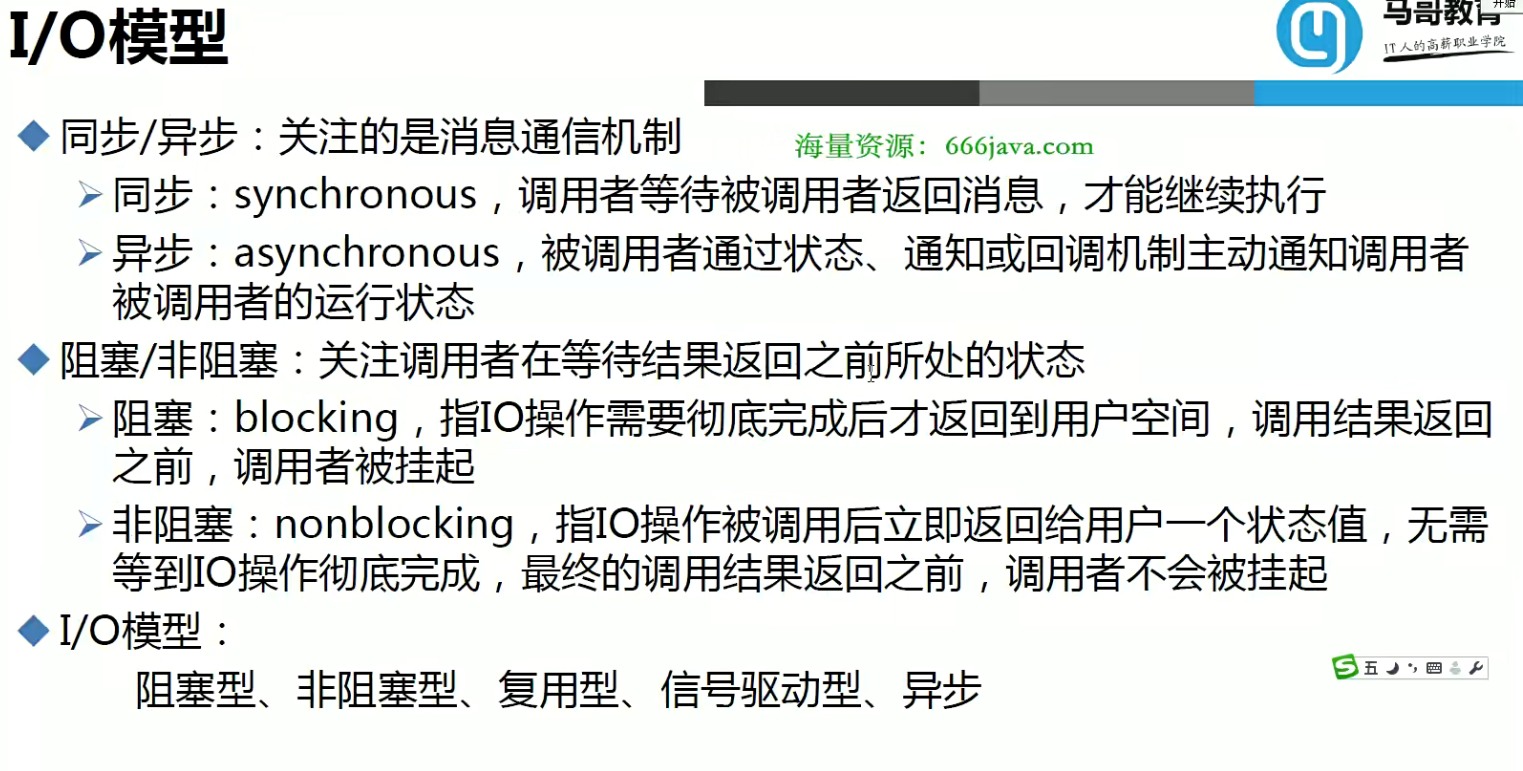 I/O模型
马哥教育
开始
IT人的高薪职业学院
同步/异步：关注的是消息通信机制
海量资源：666java.com
同步：synchronous，调用者等待被调用者返回消息，才能继续执行
异步：asynchronous，被调用者通过状态、通知或回调机制主动通知调用者
被调用者的运行状态
阻塞/非阻塞：关注调用者在等待结果返回之前所处的状态
阻塞：blocking，指IO操作需要彻底完成后才返回到用户空间，调用结果返回
之前，调用者被挂起
非阻塞：nonblocking，指IO操作被调用后立即返回给用户一个状态值，无需
等到IO操作彻底完成，最终的调用结果返回之前，调用者不会被挂起
I/O模型：
阻塞型、非阻塞型、复用型、信号驱动型、异步
五